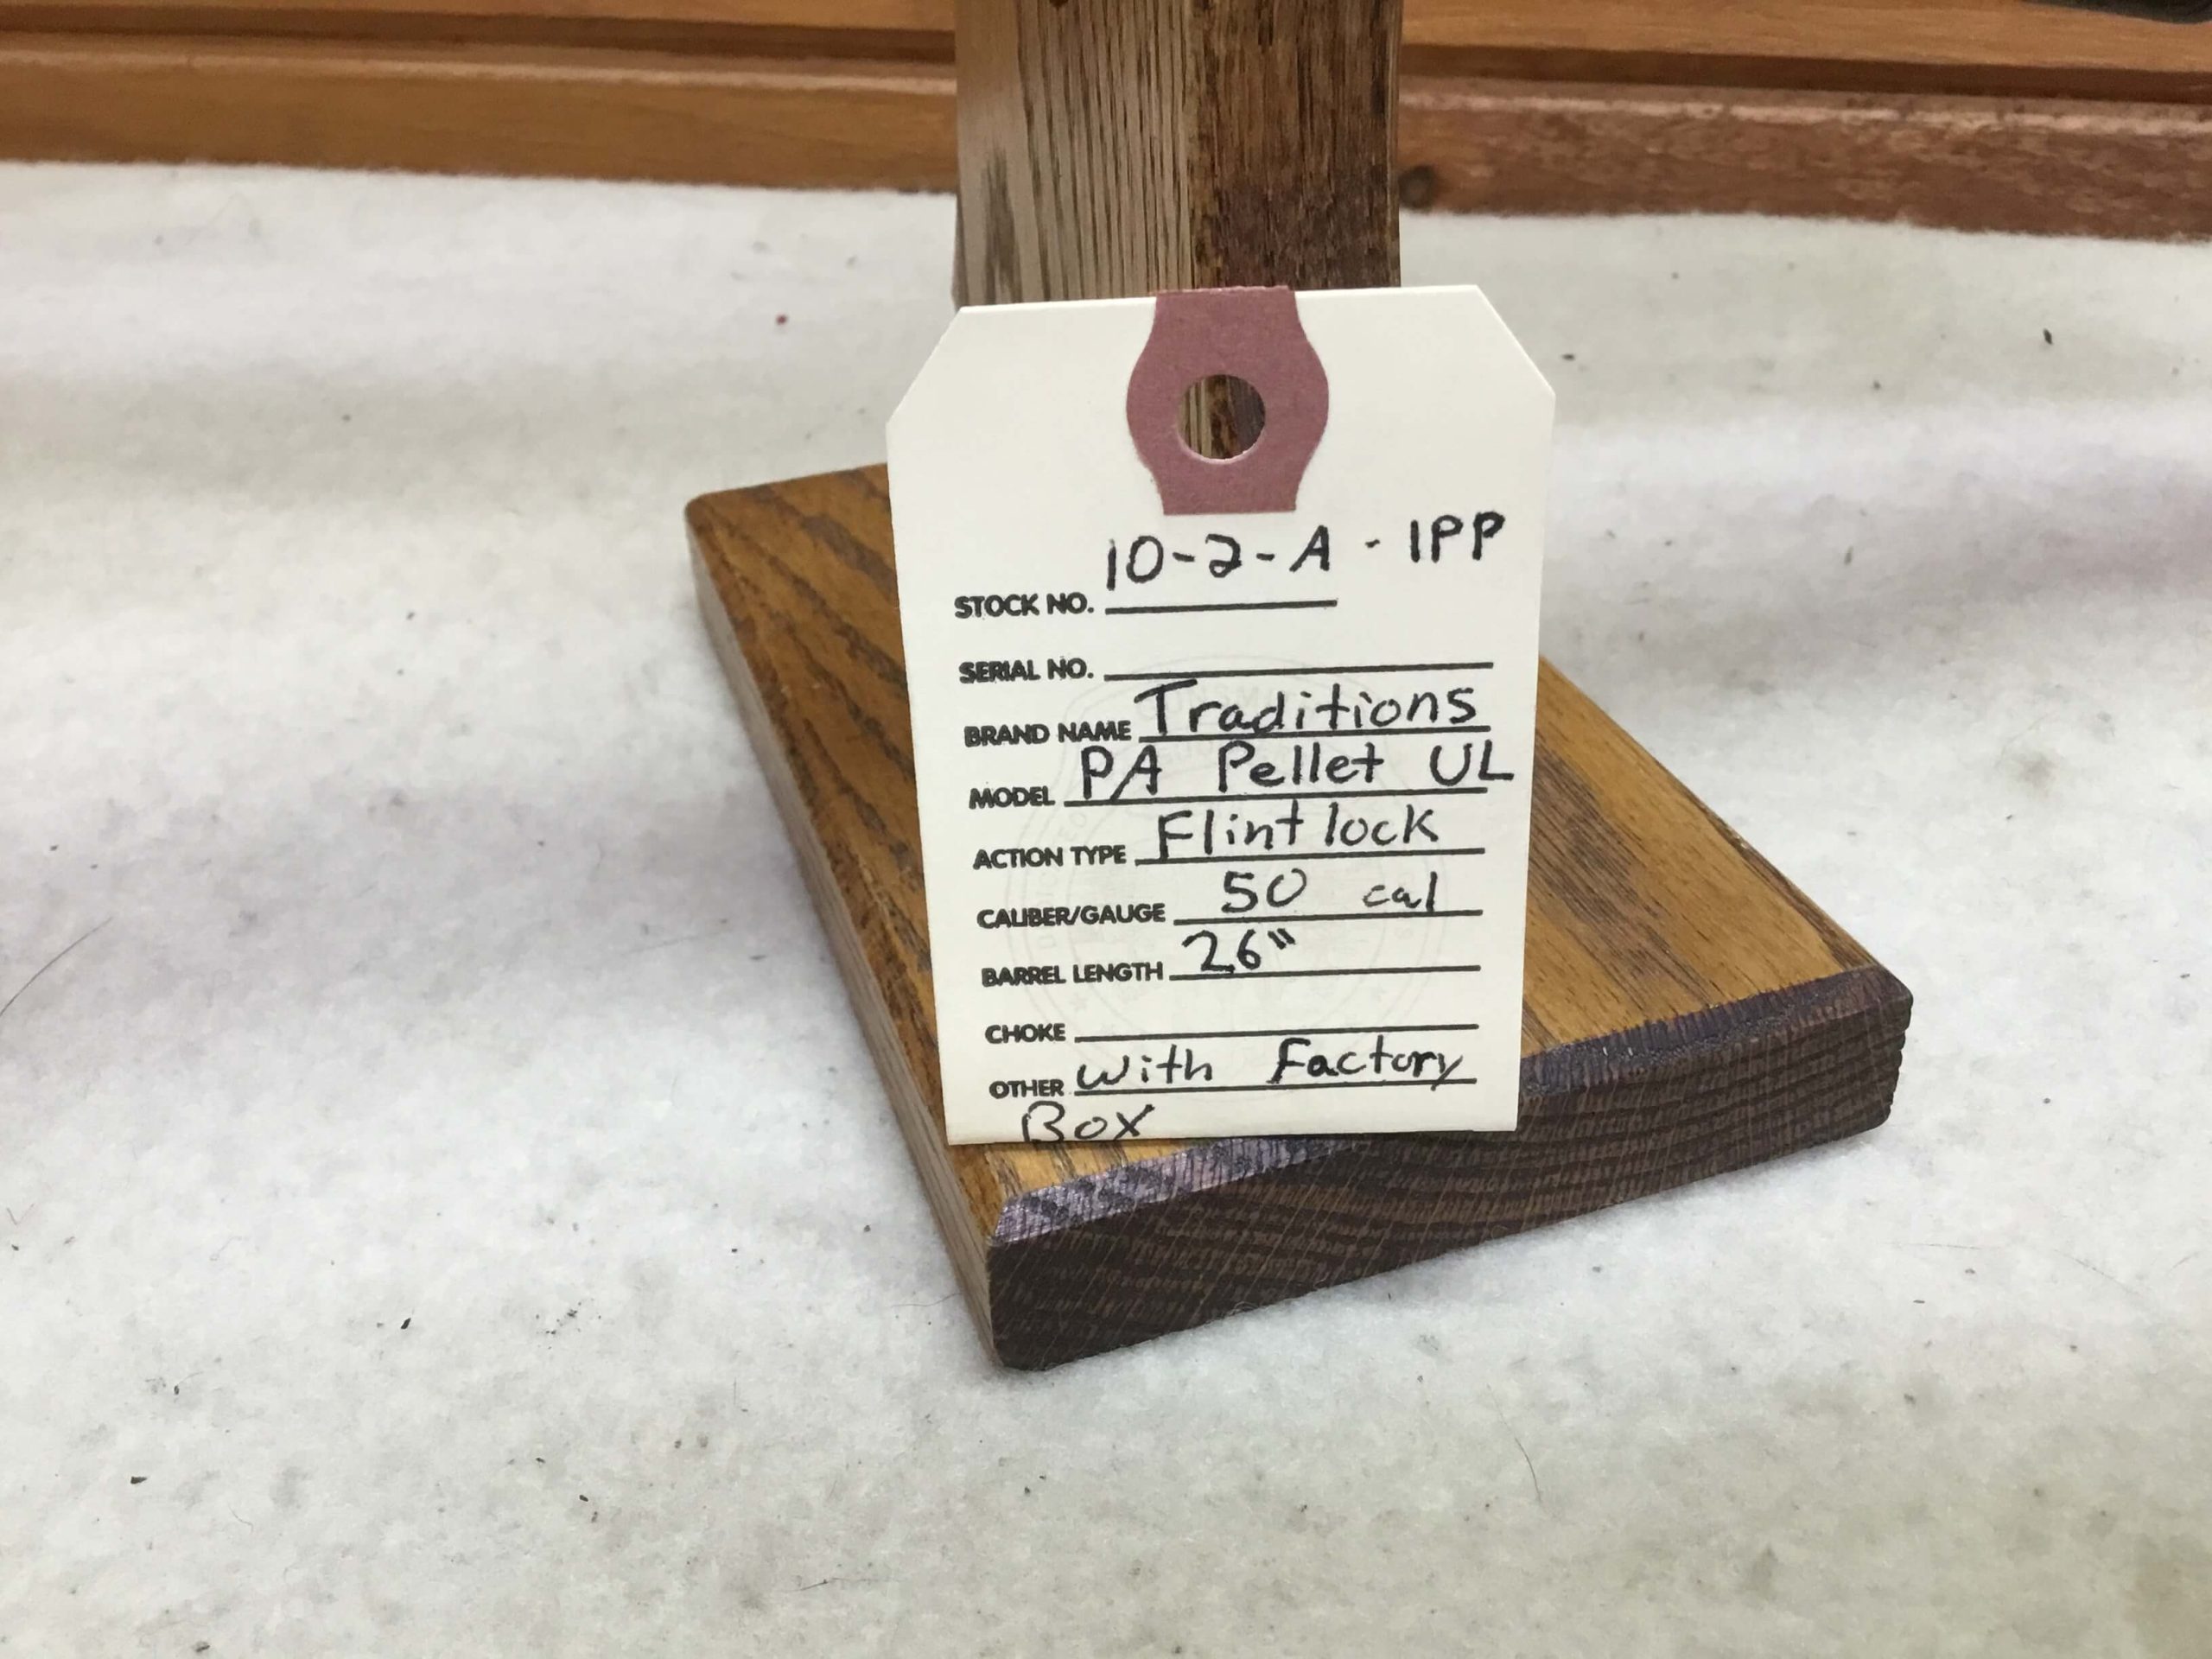 STOCK NO. 10-2-A - 1PP
SERIAL NO.
BRAND NAME Traditions
MODEL PA Pellet UL
ACTION TYPE Flintlock
CALIBER/GAUGE 50 cal
BARREL LENGTH 26"
CHOKE
OTHER With Factory
Box